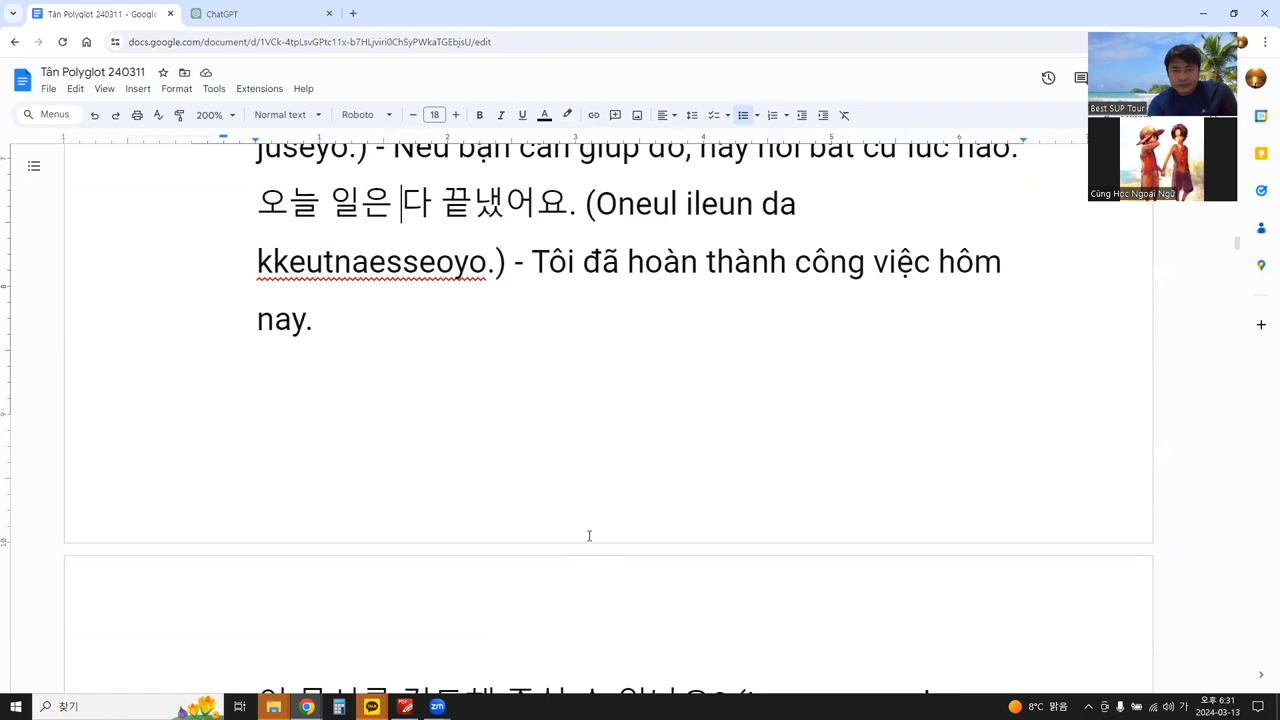 Tân Polyglot 240311 - Google
ChatGPT
docs.google.com/document/d/1VCk-4tpLsvGPtc11x-b7HLjviri0ChSyPWkaTGEbjsU/edit
Tân Polyglot 240311
File Edit View Insert Format Tools Extensions Help
Menus 200% Normal text Roboto 18
Best SUP Tour
Cùng Học Ngoại Ngữ
juseyo.) - Nếu bạn cần giúp đỡ, hãy nói bất cứ lúc nào.
오늘 일은 다 끝냈어요. (Oneul ileun da
kkeutnaesseoyo.) - Tôi đã hoàn thành công việc hôm
nay.
찾기
8°C 맑음
가
오후 6:31
2024-03-13